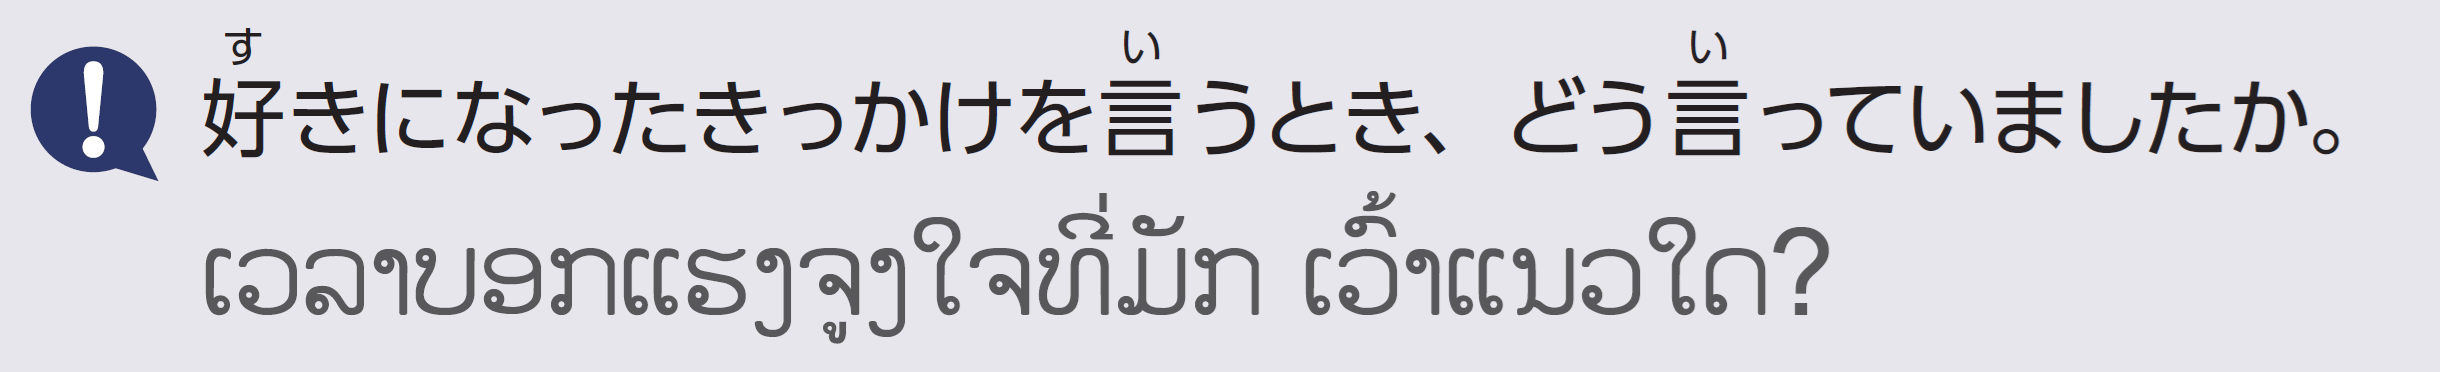 好きになったきっかけを言うとき、どう言っていましたか。
ເວລາບອກແຮງຈູງໃຈທີ່ມັກ ເວົ້າແນວໃດ?